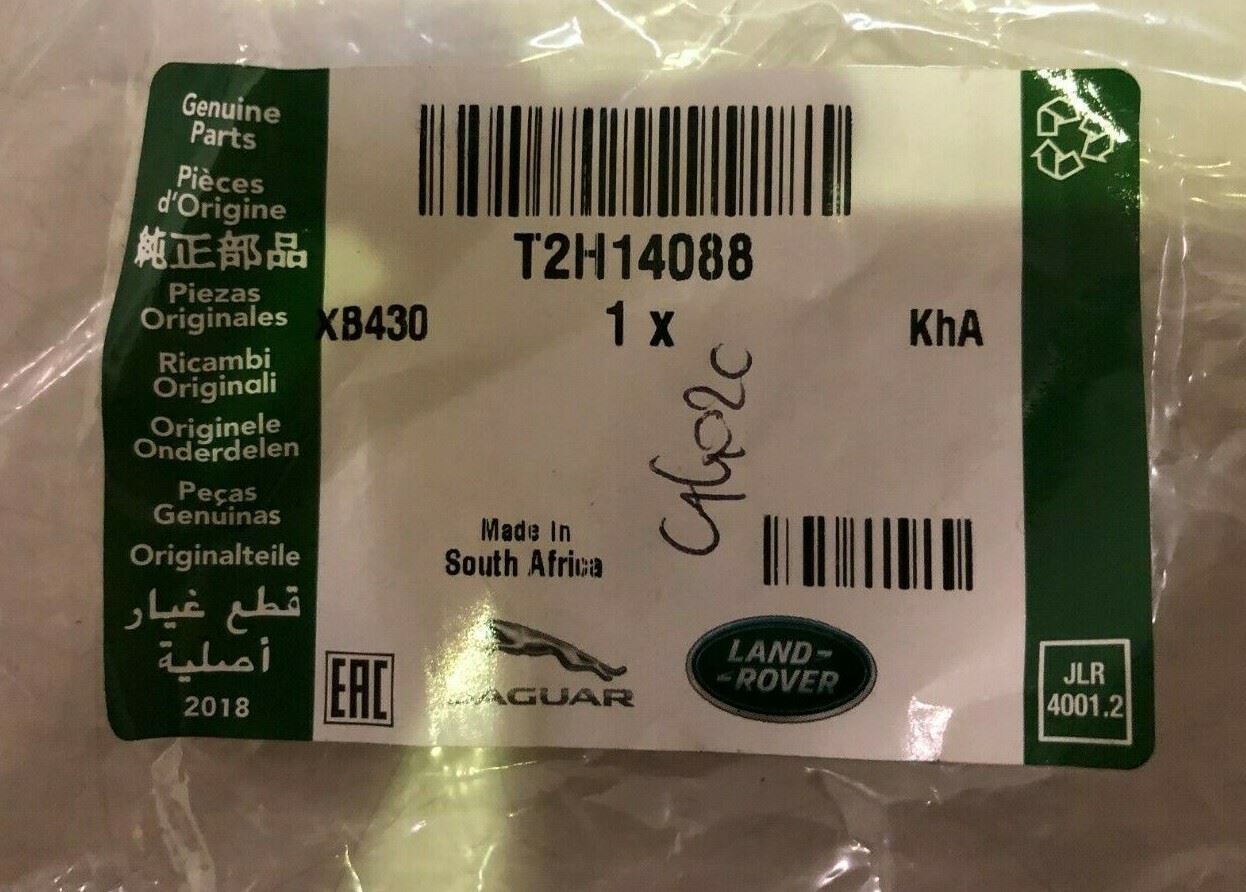 Genuine
Parts
Pièces
d'Origine
純正部品
Piezas
Originales
Ricambi
Originali
Originele
Onderdelen
Peças
Genuinas
Originalteile
قطع غيار
أصلية
2018
T2H14088
XB430 1 x KhA
Made In
South Africa
EAC
JAGUAR
LAND-
-ROVER
JLR
4001.2